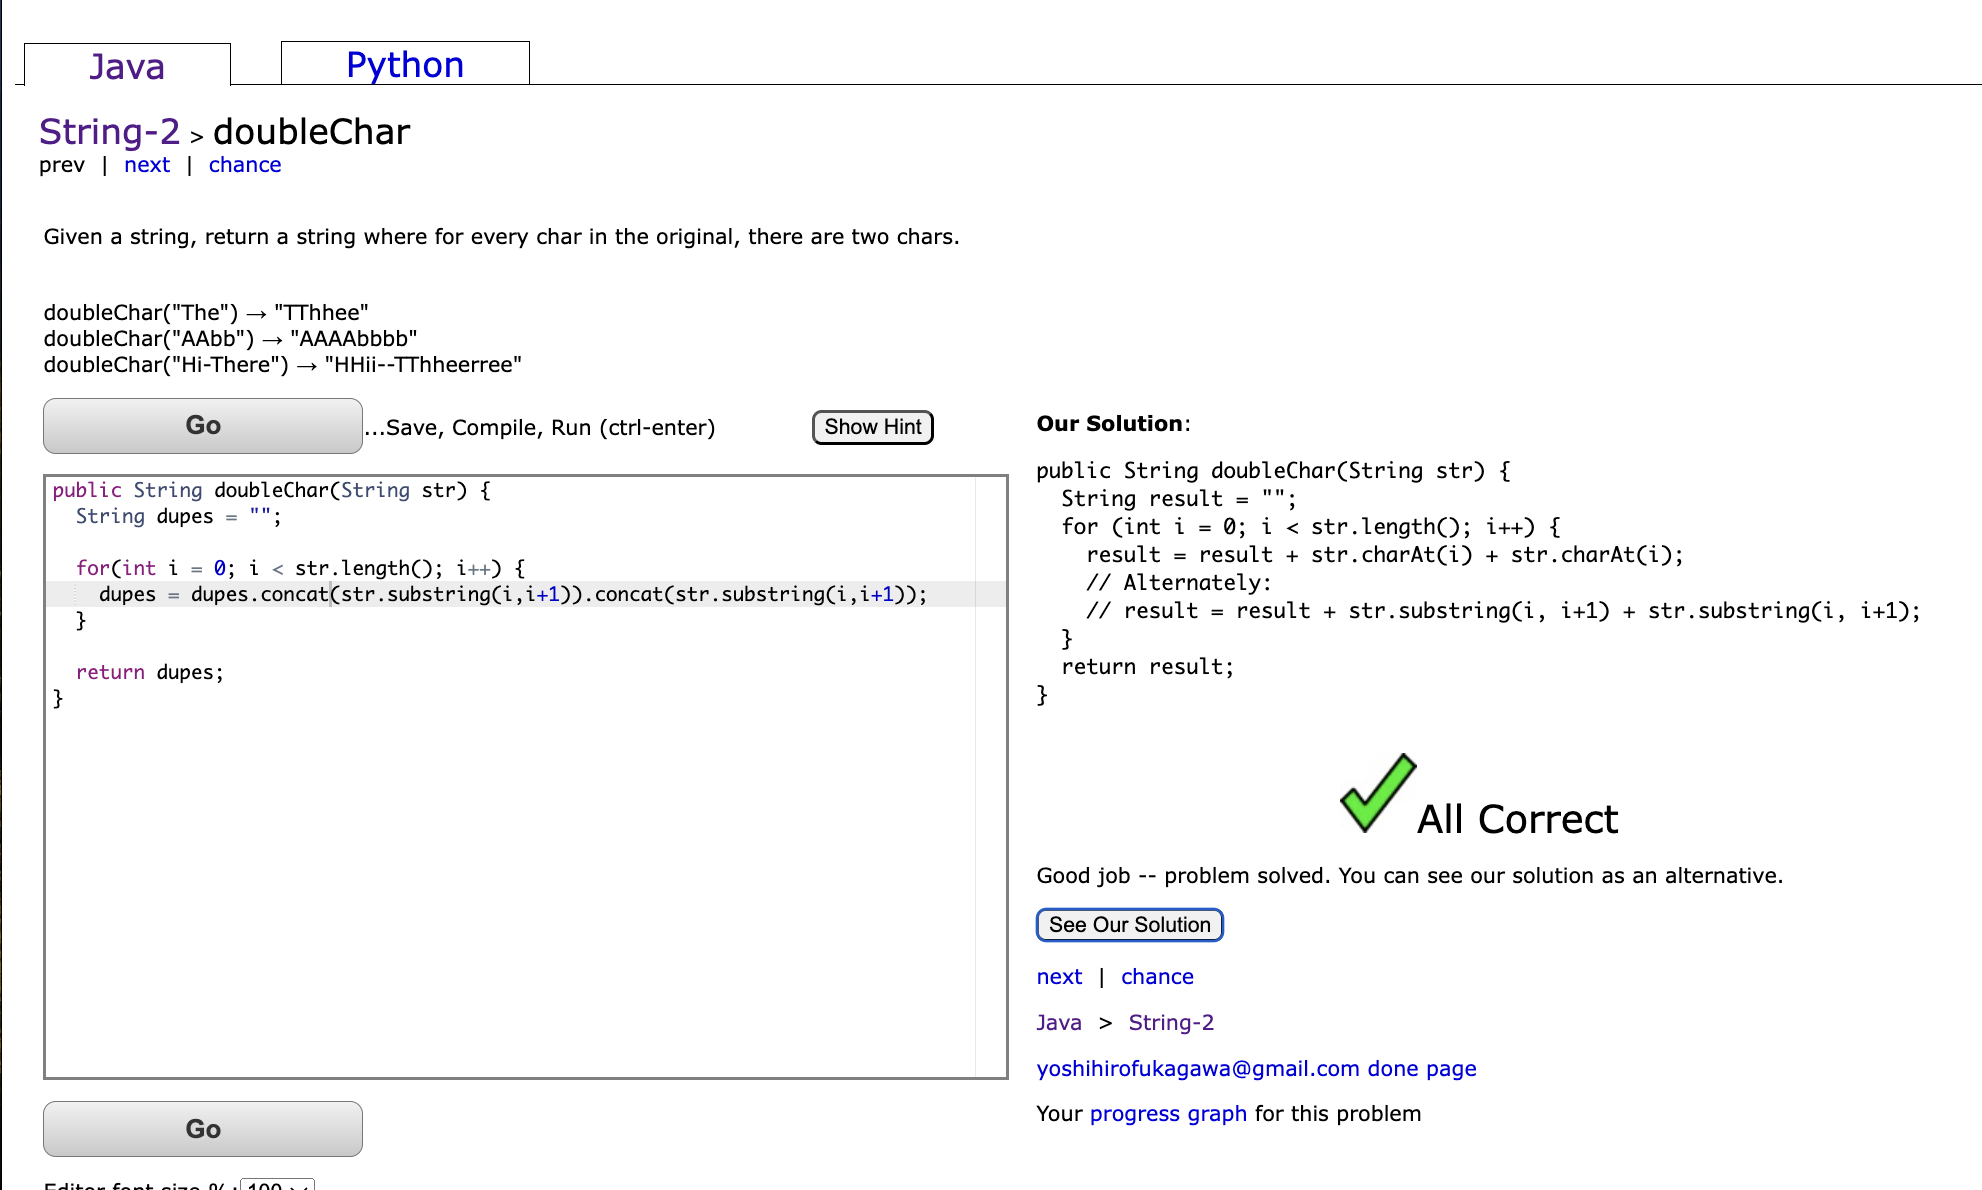 Java
Python
String-2 > doubleChar
prev | next | chance
Given a string, return a string where for every char in the original, there are two chars.
doubleChar("The") → "TThhee"
doubleChar("AAbb") → "AAAAbbbb"
doubleChar("Hi-There") → "HHii--TThheerree"
Go
...Save, Compile, Run (ctrl-enter)
Show Hint
public String doubleChar(String str) {
  String dupes = "";
  for(int i = 0; i < str.length(); i++) {
    dupes = dupes.concat(str.substring(i,i+1)).concat(str.substring(i,i+1));
  }
  return dupes;
}
Go
Editor font size %: 100
Our Solution:
public String doubleChar(String str) {
  String result = "";
  for (int i = 0; i < str.length(); i++) {
    result = result + str.charAt(i) + str.charAt(i);
    // Alternately:
    // result = result + str.substring(i, i+1) + str.substring(i, i+1);
  }
  return result;
}
All Correct
Good job -- problem solved. You can see our solution as an alternative.
See Our Solution
next | chance
Java > String-2
yoshihirofukagawa@gmail.com done page
Your progress graph for this problem